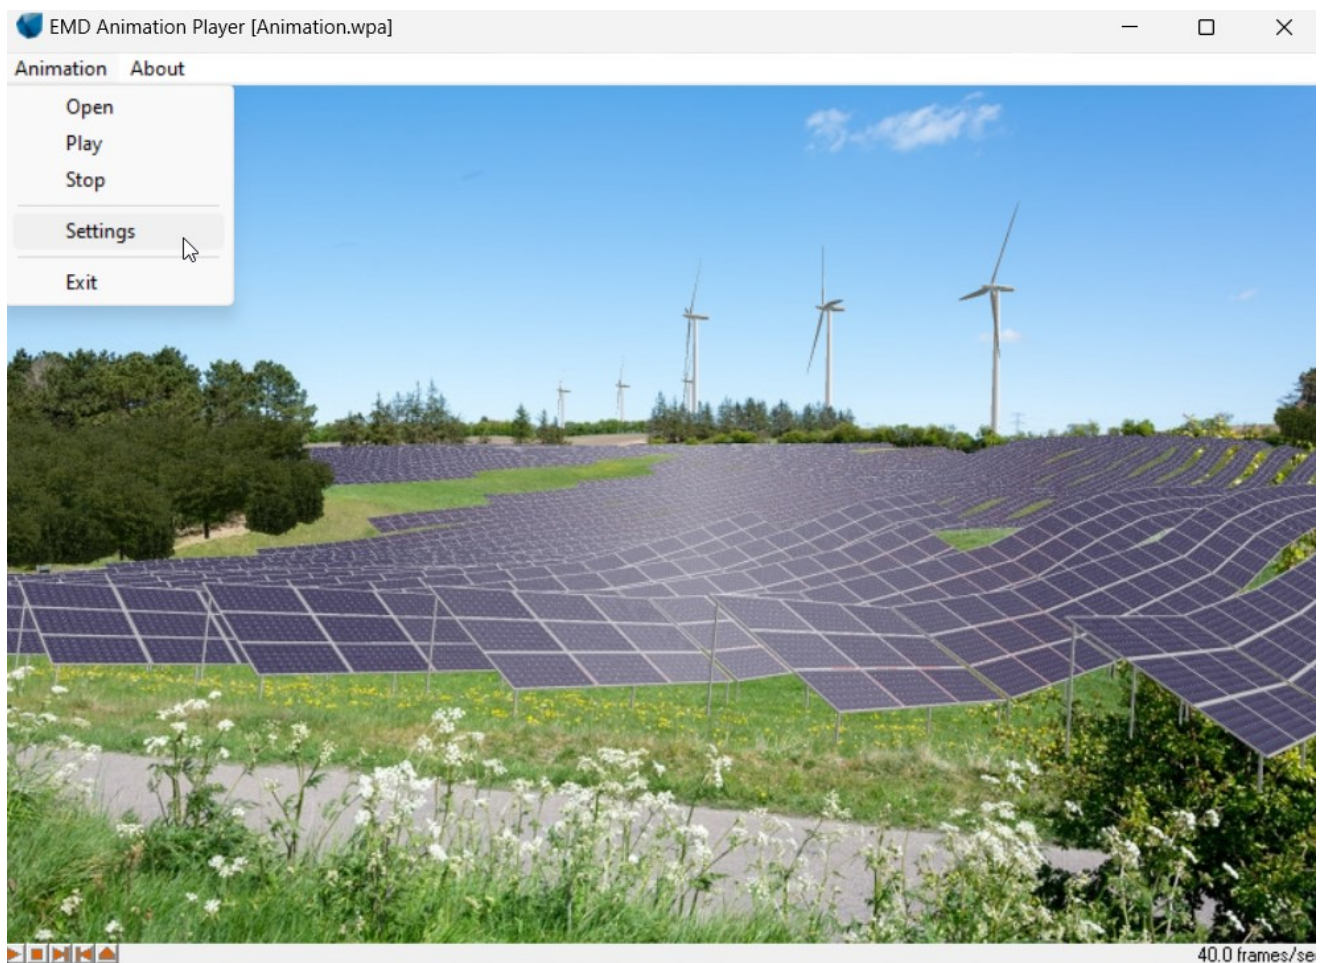 EMD Animation Player [Animation.wpa]
Animation About
Open
Play
Stop
Settings
Exit
40.0 frames/se